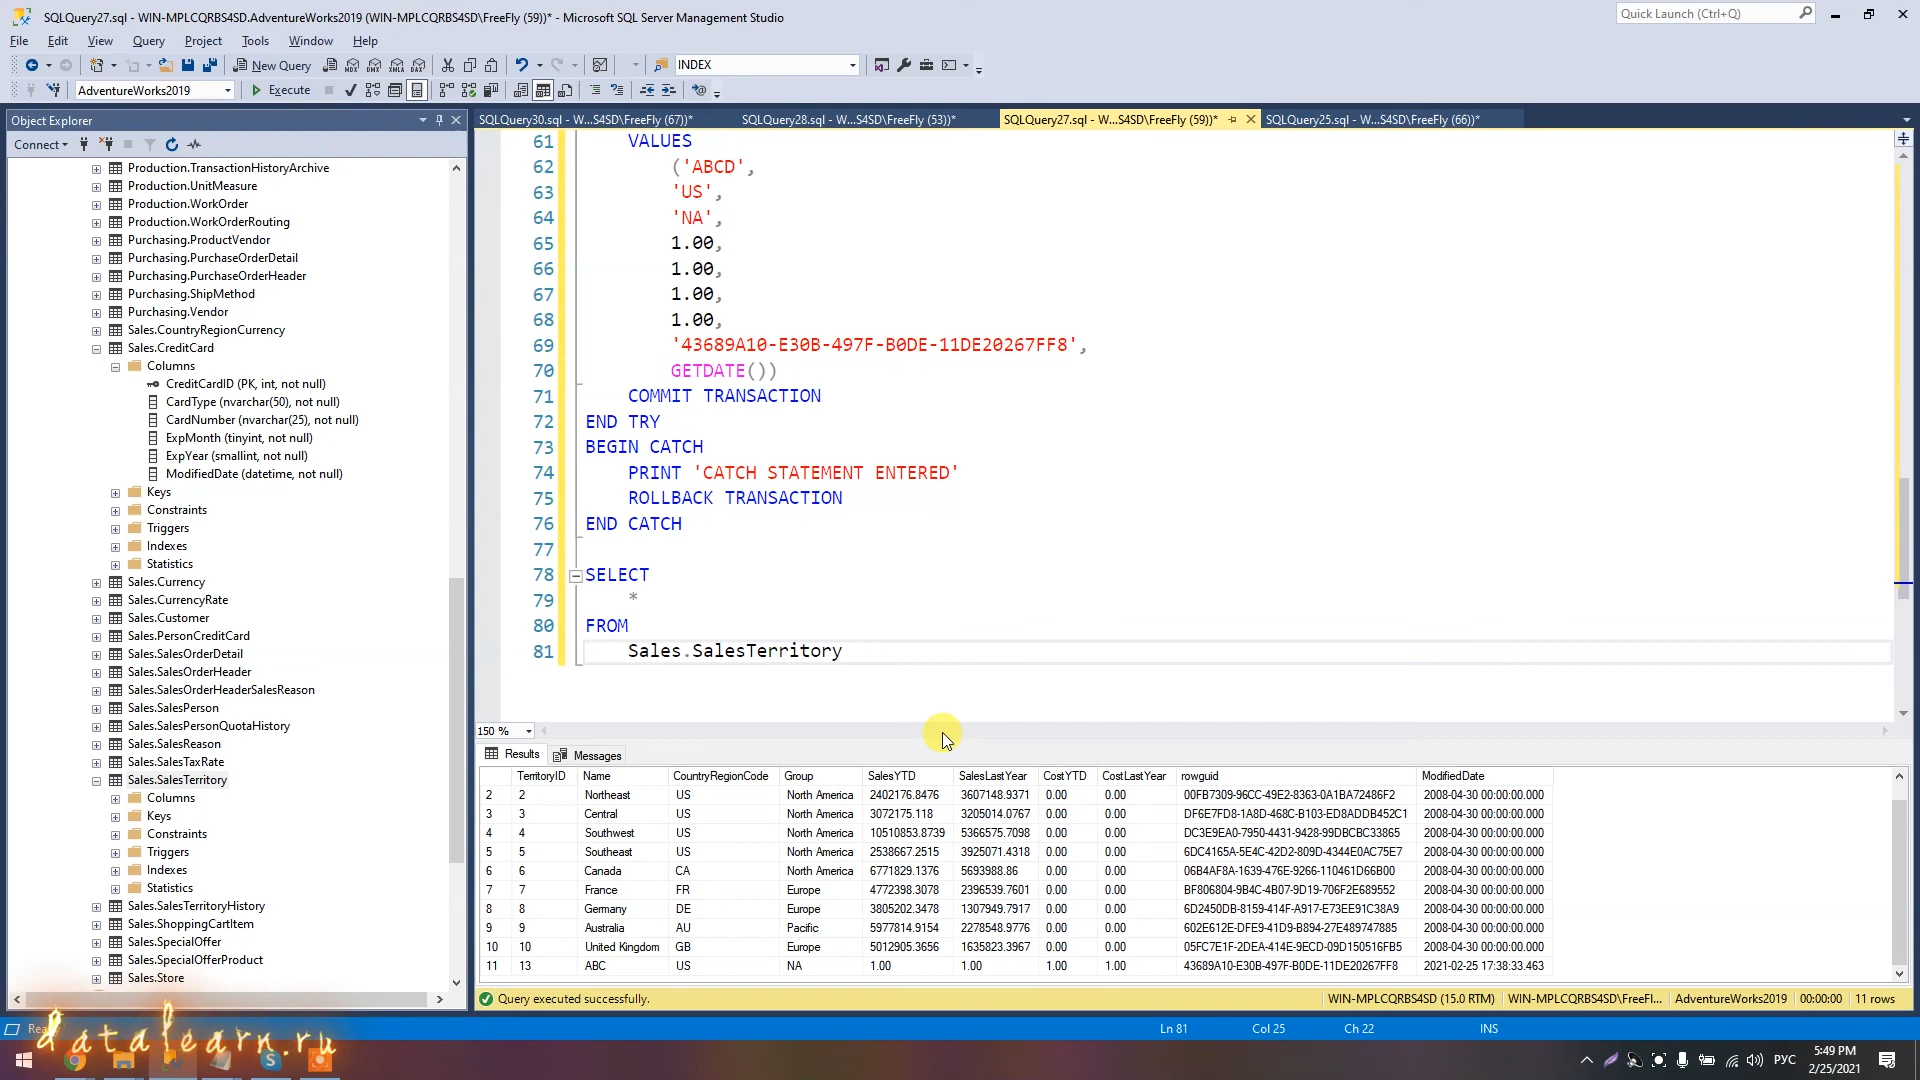 SQLQuery27.sql - WIN-MPLCQRBS4SD.AdventureWorks2019 (WIN-MPLCQRBS4SD\FreeFly (59))* - Microsoft SQL Server Management Studio
Quick Launch (Ctrl+Q)
File Edit View Query Project Tools Window Help
New Query
INDEX
AdventureWorks2019
Execute
Object Explorer
Connect
Production.TransactionHistoryArchive
Production.UnitMeasure
Production.WorkOrder
Production.WorkOrderRouting
Purchasing.ProductVendor
Purchasing.PurchaseOrderDetail
Purchasing.PurchaseOrderHeader
Purchasing.ShipMethod
Purchasing.Vendor
Sales.CountryRegionCurrency
Sales.CreditCard
Columns
CreditCardID (PK, int, not null)
CardType (nvarchar(50), not null)
CardNumber (nvarchar(25), not null)
ExpMonth (tinyint, not null)
ExpYear (smallint, not null)
ModifiedDate (datetime, not null)
Keys
Constraints
Triggers
Indexes
Statistics
Sales.Currency
Sales.CurrencyRate
Sales.Customer
Sales.PersonCreditCard
Sales.SalesOrderDetail
Sales.SalesOrderHeader
Sales.SalesOrderHeaderSalesReason
Sales.SalesPerson
Sales.SalesPersonQuotaHistory
Sales.SalesReason
Sales.SalesTaxRate
Sales.SalesTerritory
Columns
Keys
Constraints
Triggers
Indexes
Statistics
Sales.SalesTerritoryHistory
Sales.ShoppingCartItem
Sales.SpecialOffer
Sales.SpecialOfferProduct
Sales.Store
SQLQuery30.sql - W...S4SD\FreeFly (67))* SQLQuery28.sql - W...S4SD\FreeFly (53))* SQLQuery27.sql - W...S4SD\FreeFly (59))* SQLQuery25.sql - W...S4SD\FreeFly (66))*
61 VALUES
62 ('ABCD',
63 'US',
64 'NA',
65 1.00,
66 1.00,
67 1.00,
68 1.00,
69 '43689A10-E30B-497F-B0DE-11DE20267FF8',
70 GETDATE())
71 COMMIT TRANSACTION
72 END TRY
73 BEGIN CATCH
74 PRINT 'CATCH STATEMENT ENTERED'
75 ROLLBACK TRANSACTION
76 END CATCH
77
78 SELECT
79 *
80 FROM
81 Sales.SalesTerritory
150 %
Results Messages
TerritoryID Name CountryRegionCode Group SalesYTD SalesLastYear CostYTD CostLastYear rowguid ModifiedDate
2 2 Northeast US North America 2402176.8476 3607148.9371 0.00 0.00 00FB7309-96CC-49E2-8363-0A1BA72486F2 2008-04-30 00:00:00.000
3 3 Central US North America 3072175.118 3205014.0767 0.00 0.00 DF6E7FD8-1A8D-468C-B103-ED8ADDB452C1 2008-04-30 00:00:00.000
4 4 Southwest US North America 10510853.8739 5366575.7098 0.00 0.00 DC3E9EA0-7950-4431-9428-99DBCBC33865 2008-04-30 00:00:00.000
5 5 Southeast US North America 2538667.2515 3925071.4318 0.00 0.00 6DC4165A-5E4C-42D2-809D-4344E0AC75E7 2008-04-30 00:00:00.000
6 6 Canada CA North America 6771829.1376 5693988.86 0.00 0.00 06B4AF8A-1639-476E-9266-110461D66B00 2008-04-30 00:00:00.000
7 7 France FR Europe 4772398.3078 2396539.7601 0.00 0.00 BF806804-9B4C-4B07-9D19-706F2E689552 2008-04-30 00:00:00.000
8 8 Germany DE Europe 3805202.3478 1307949.7917 0.00 0.00 6D2450DB-8159-414F-A917-E73EE91C38A9 2008-04-30 00:00:00.000
9 9 Australia AU Pacific 5977814.9154 2278548.9776 0.00 0.00 602E612E-DFE9-41D9-B894-27E489747885 2008-04-30 00:00:00.000
10 10 United Kingdom GB Europe 5012905.3656 1635823.3967 0.00 0.00 05FC7E1F-2DEA-414E-9ECD-09D150516FB5 2008-04-30 00:00:00.000
11 13 ABC US NA 1.00 1.00 1.00 1.00 43689A10-E30B-497F-B0DE-11DE20267FF8 2021-02-25 17:38:33.463
Query executed successfully. WIN-MPLCQRBS4SD (15.0 RTM) WIN-MPLCQRBS4SD\FreeFl... AdventureWorks2019 00:00:00 11 rows
Ln 81 Col 25 Ch 22 INS
datalearn.ru
РУС
5:49 PM
2/25/2021